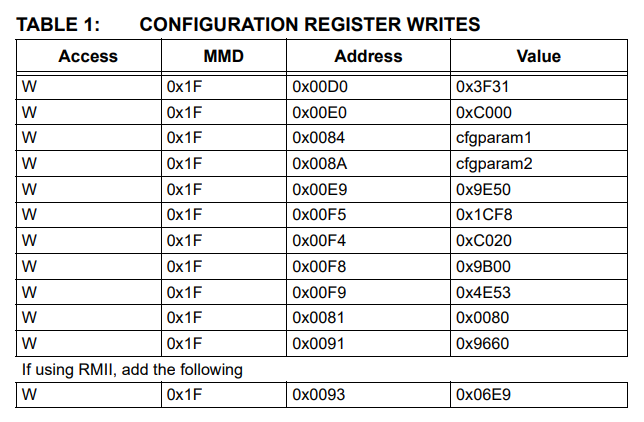 TABLE 1: CONFIGURATION REGISTER WRITES
Access MMD Address Value
W 0x1F 0x00D0 0x3F31
W 0x1F 0x00E0 0xC000
W 0x1F 0x0084 cfgparam1
W 0x1F 0x008A cfgparam2
W 0x1F 0x00E9 0x9E50
W 0x1F 0x00F5 0x1CF8
W 0x1F 0x00F4 0xC020
W 0x1F 0x00F8 0x9B00
W 0x1F 0x00F9 0x4E53
W 0x1F 0x0081 0x0080
W 0x1F 0x0091 0x9660
If using RMII, add the following
W 0x1F 0x0093 0x06E9